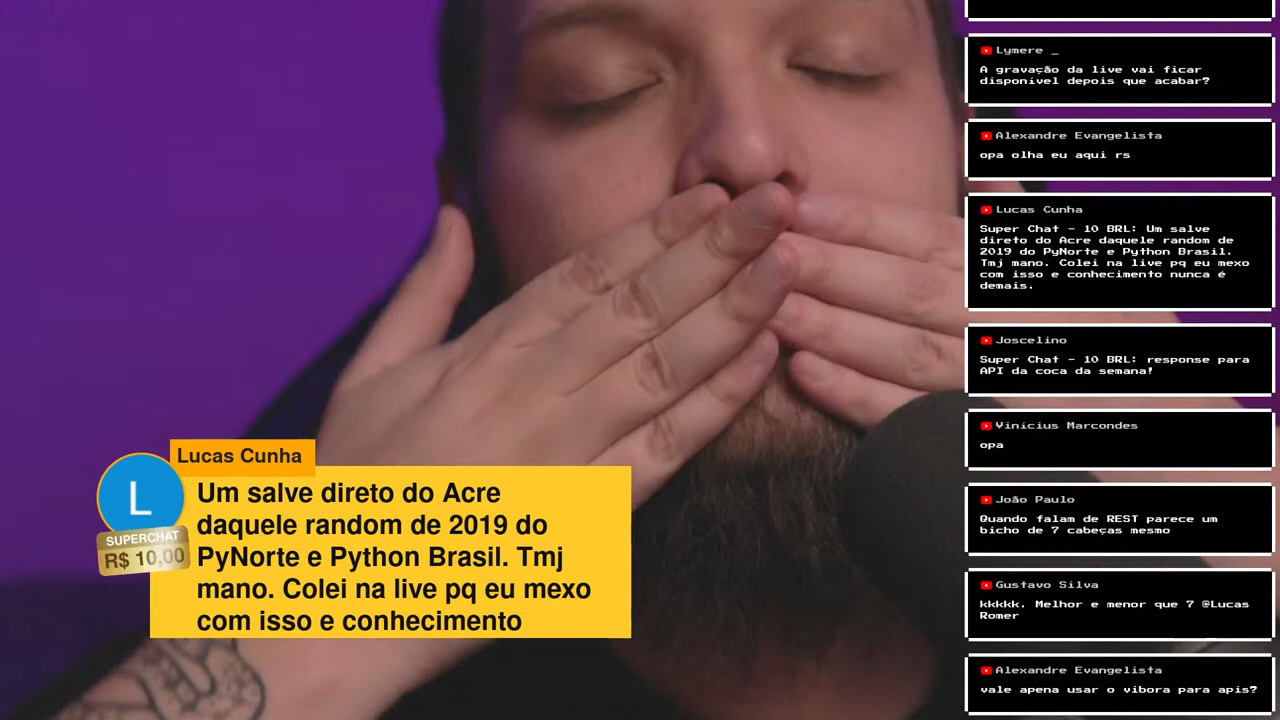 Lucas Cunha
L
SUPERCHAT
R$ 10,00
Um salve direto do Acre
daquele random de 2019 do
PyNorte e Python Brasil. Tmj
mano. Colei na live pq eu mexo
com isso e conhecimento
Lymere _
A gravação da live vai ficar
disponível depois que acabar?
Alexandre Evangelista
opa olha eu aqui rs
Lucas Cunha
Super Chat - 10 BRL: Um salve
direto do Acre daquele random de
2019 do PyNorte e Python Brasil.
Tmj mano. Colei na live pq eu mexo
com isso e conhecimento nunca é
demais.
Joscelino
Super Chat - 10 BRL: response para
API da coca da semana!
Vinicius Marcondes
opa
João Paulo
Quando falam de REST parece um
bicho de 7 cabeças mesmo
Gustavo Silva
kkkkk. Melhor e menor que 7 @Lucas
Romer
Alexandre Evangelista
vale apena usar o vibora para apis?